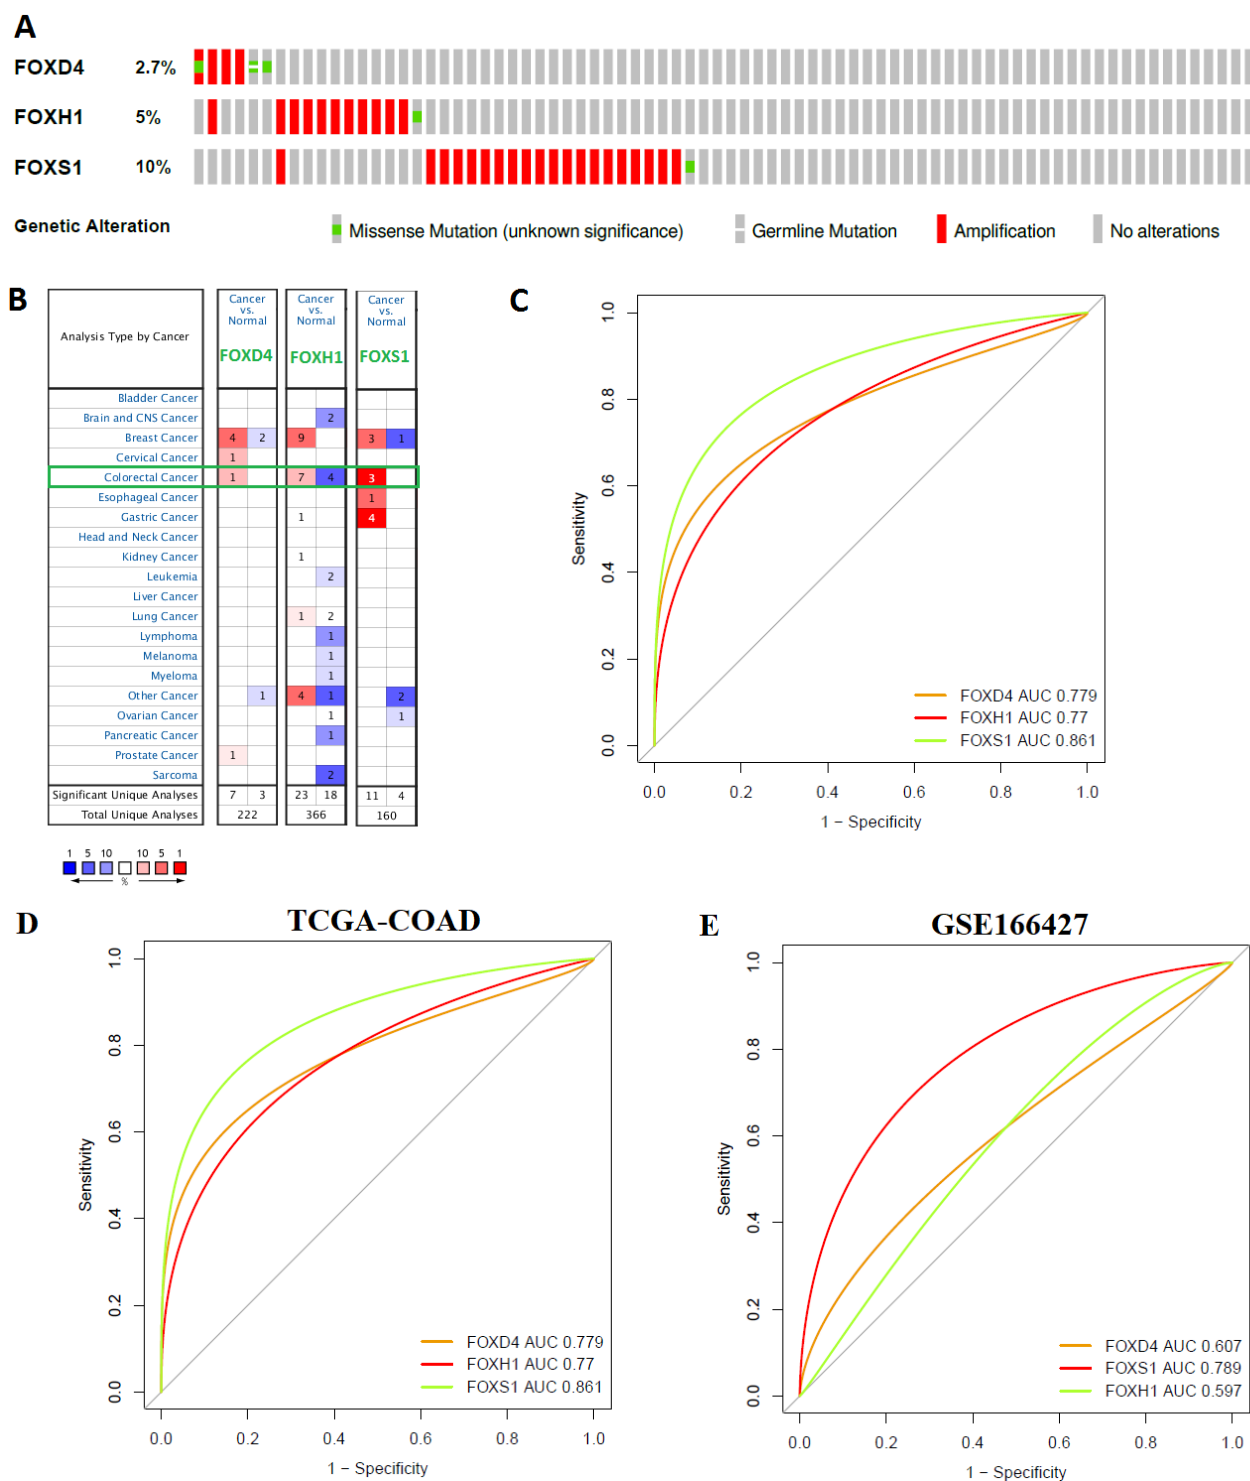 A
FOXD4 2.7%
FOXH1 5%
FOXS1 10%
Genetic Alteration Missense Mutation (unknown significance) Germline Mutation Amplification No alterations
B
Analysis Type by Cancer
Cancer vs. Normal Cancer vs. Normal Cancer vs. Normal
FOXD4 FOXH1 FOXS1
Bladder Cancer
Brain and CNS Cancer 2
Breast Cancer 4 2 9 3 1
Cervical Cancer 1
Colorectal Cancer 1 7 4 3
Esophageal Cancer 1
Gastric Cancer 1 4
Head and Neck Cancer
Kidney Cancer 1
Leukemia 2
Liver Cancer
Lung Cancer 1 2
Lymphoma 1
Melanoma 1
Myeloma 1
Other Cancer 1 4 1 2
Ovarian Cancer 1 1
Pancreatic Cancer 1
Prostate Cancer 1
Sarcoma 2
Significant Unique Analyses 7 3 23 18 11 4
Total Unique Analyses 222 366 160
1 5 10 10 5 1
%
C
Sensitivity
1.0
0.8
0.6
0.4
0.2
0.0
FOXD4 AUC 0.779
FOXH1 AUC 0.77
FOXS1 AUC 0.861
0.0 0.2 0.4 0.6 0.8 1.0
1 − Specificity
D
TCGA-COAD
Sensitivity
1.0
0.8
0.6
0.4
0.2
0.0
FOXD4 AUC 0.779
FOXH1 AUC 0.77
FOXS1 AUC 0.861
0.0 0.2 0.4 0.6 0.8 1.0
1 − Specificity
E
GSE166427
Sensitivity
1.0
0.8
0.6
0.4
0.2
0.0
FOXD4 AUC 0.607
FOXS1 AUC 0.789
FOXH1 AUC 0.597
0.0 0.2 0.4 0.6 0.8 1.0
1 − Specificity